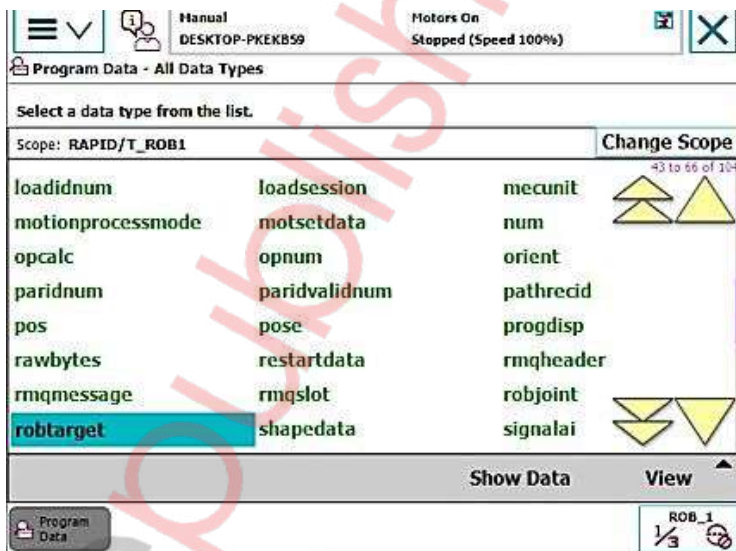 Manual
DESKTOP-PKEKB59
Motors On
Stopped (Speed 100%)
Program Data - All Data Types
Select a data type from the list.
Scope: RAPID/T_ROB1
Change Scope
43 to 66 of 104
loadidnum loadsession mecunit
motionprocessmode motsetdata num
opcalc opnum orient
paridnum paridvalidnum pathrecid
pos pose progdisp
rawbytes restartdata rmqheader
rmqmessage rmqslot robjoint
robtarget shapedata signalai
Show Data View
Program
Data
ROB_1
1/3
publish